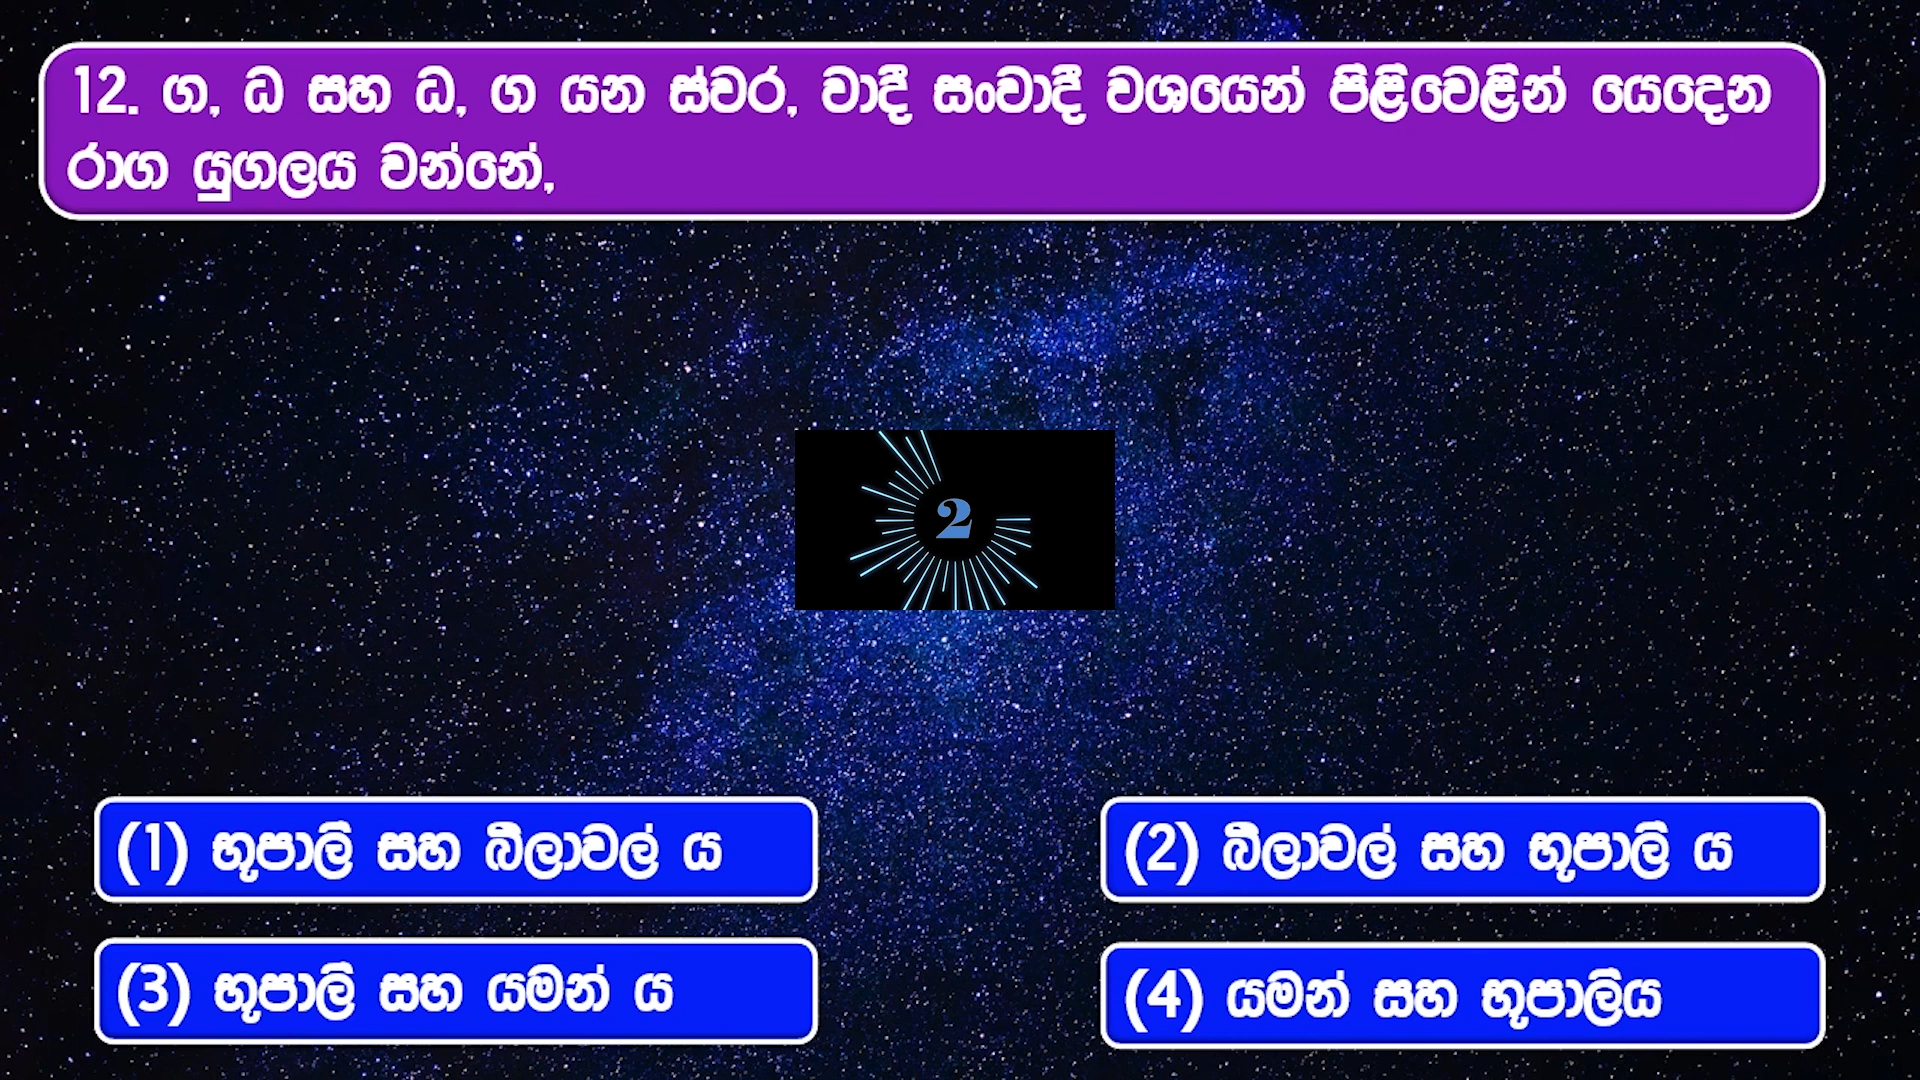 12. ග, ධ සහ ධ, ග යන ස්වර, වාදී සංවාදී වශයෙන් පිළිවෙළින් යෙදෙන
රාග යුගලය වන්නේ,
2
(1) භූපාලි සහ බිලාවල් ය
(2) බිලාවල් සහ භූපාලි ය
(3) භූපාලි සහ යමන් ය
(4) යමන් සහ භූපාලිය